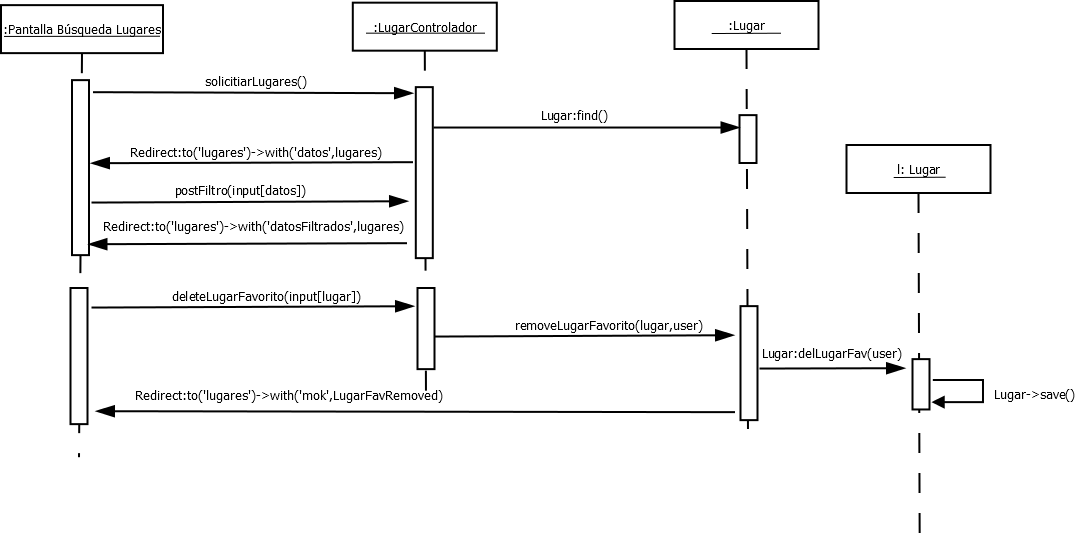 :Pantalla Búsqueda Lugares
:LugarControlador
:Lugar
solicitiarLugares()
Lugar:find()
Redirect:to('lugares')->with('datos',lugares)
l: Lugar
postFiltro(input[datos])
Redirect:to('lugares')->with('datosFiltrados',lugares)
deleteLugarFavorito(input[lugar])
removeLugarFavorito(lugar,user)
Lugar:delLugarFav(user)
Redirect:to('lugares')->with('mok',LugarFavRemoved)
Lugar->save()